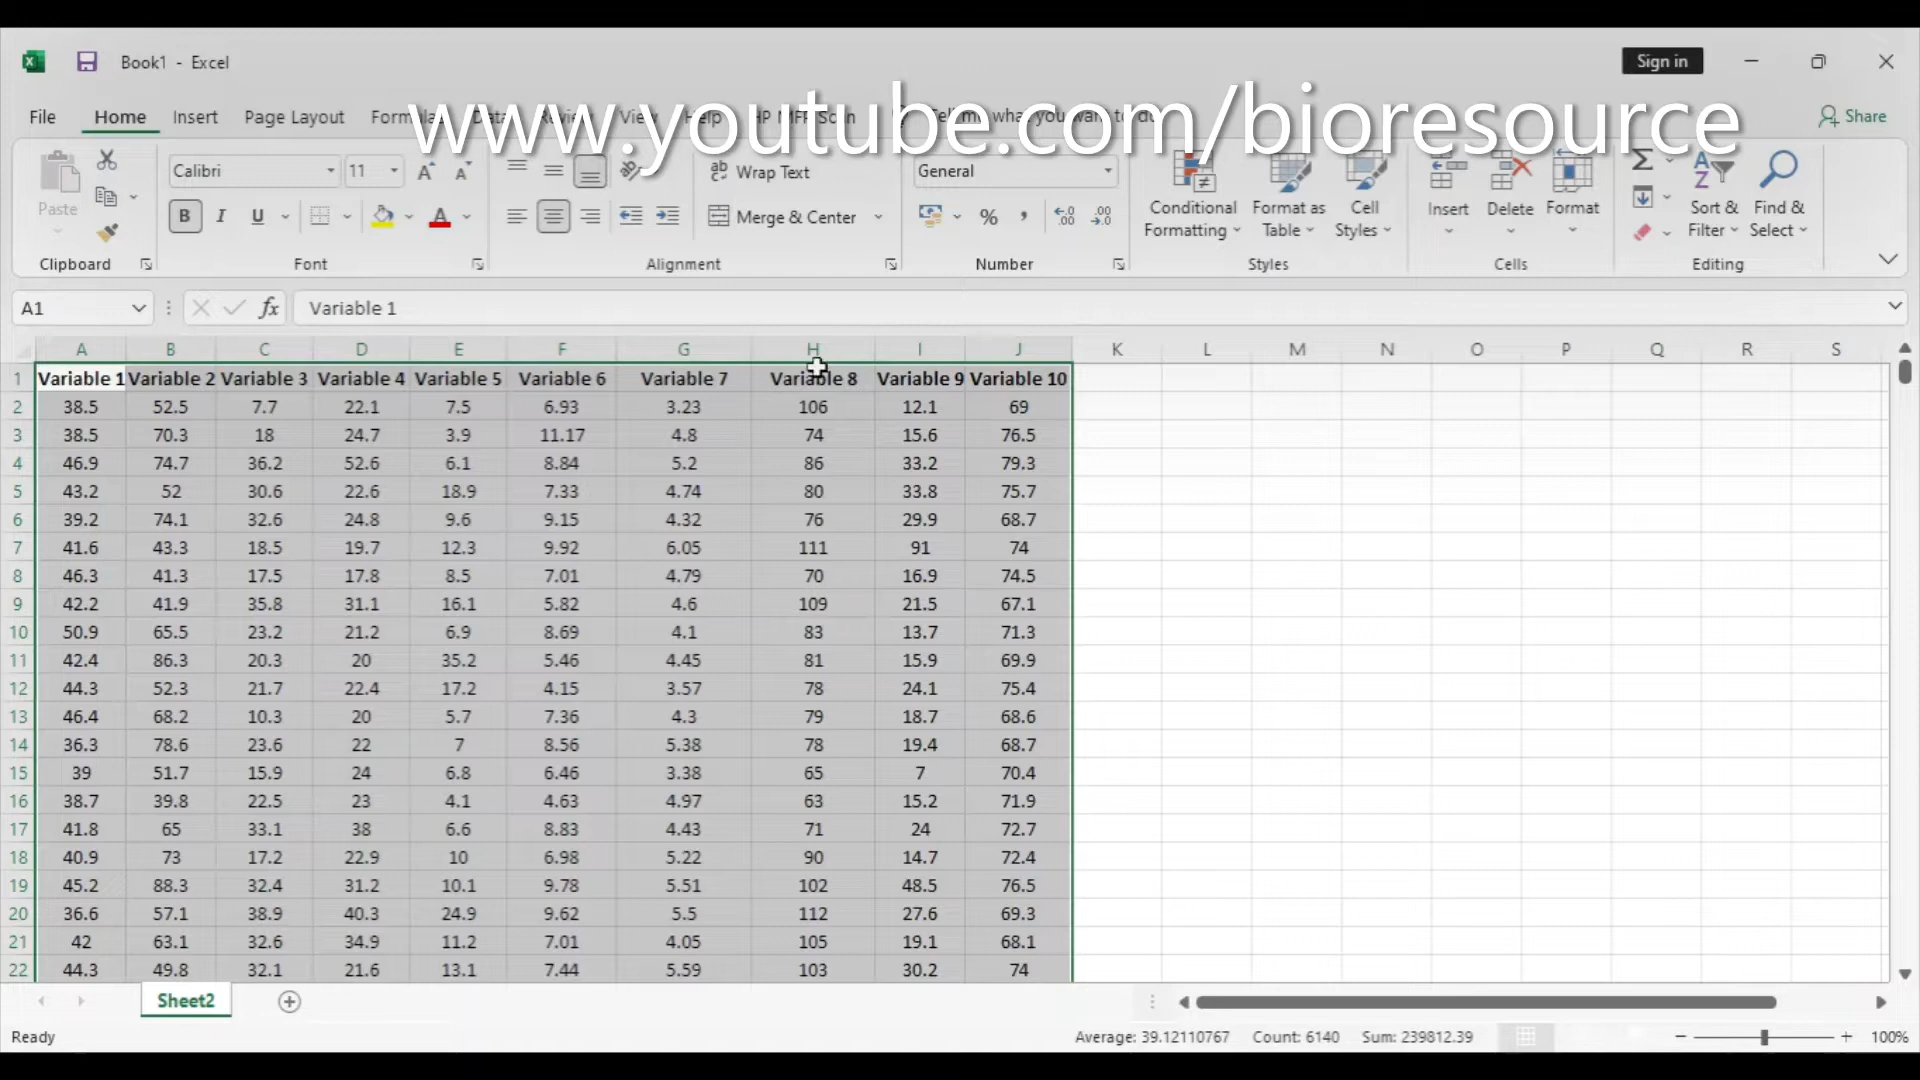 Book1 - Excel
Sign in
www.youtube.com/bioresource
File Home Insert Page Layout Formulas Data Review View Help HP MFP Scan Tell me what you want to do Share
Paste
Calibri 11
B I U
ab Wrap Text
Merge & Center
General
% ,
Conditional Formatting
Format as Table
Cell Styles
Insert Delete Format
Sort & Filter
Find & Select
Clipboard Font Alignment Number Styles Cells Editing
A1 fx Variable 1
A B C D E F G H I J K L M N O P Q R S
1 Variable 1 Variable 2 Variable 3 Variable 4 Variable 5 Variable 6 Variable 7 Variable 8 Variable 9 Variable 10
2 38.5 52.5 7.7 22.1 7.5 6.93 3.23 106 12.1 69
3 38.5 70.3 18 24.7 3.9 11.17 4.8 74 15.6 76.5
4 46.9 74.7 36.2 52.6 6.1 8.84 5.2 86 33.2 79.3
5 43.2 52 30.6 22.6 18.9 7.33 4.74 80 33.8 75.7
6 39.2 74.1 32.6 24.8 9.6 9.15 4.32 76 29.9 68.7
7 41.6 43.3 18.5 19.7 12.3 9.92 6.05 111 91 74
8 46.3 41.3 17.5 17.8 8.5 7.01 4.79 70 16.9 74.5
9 42.2 41.9 35.8 31.1 16.1 5.82 4.6 109 21.5 67.1
10 50.9 65.5 23.2 21.2 6.9 8.69 4.1 83 13.7 71.3
11 42.4 86.3 20.3 20 35.2 5.46 4.45 81 15.9 69.9
12 44.3 52.3 21.7 22.4 17.2 4.15 3.57 78 24.1 75.4
13 46.4 68.2 10.3 20 5.7 7.36 4.3 79 18.7 68.6
14 36.3 78.6 23.6 22 7 8.56 5.38 78 19.4 68.7
15 39 51.7 15.9 24 6.8 6.46 3.38 65 7 70.4
16 38.7 39.8 22.5 23 4.1 4.63 4.97 63 15.2 71.9
17 41.8 65 33.1 38 6.6 8.83 4.43 71 24 72.7
18 40.9 73 17.2 22.9 10 6.98 5.22 90 14.7 72.4
19 45.2 88.3 32.4 31.2 10.1 9.78 5.51 102 48.5 76.5
20 36.6 57.1 38.9 40.3 24.9 9.62 5.5 112 27.6 69.3
21 42 63.1 32.6 34.9 11.2 7.01 4.05 105 19.1 68.1
22 44.3 49.8 32.1 21.6 13.1 7.44 5.59 103 30.2 74
Sheet2
Ready Average: 39.12110767 Count: 6140 Sum: 239812.39 100%